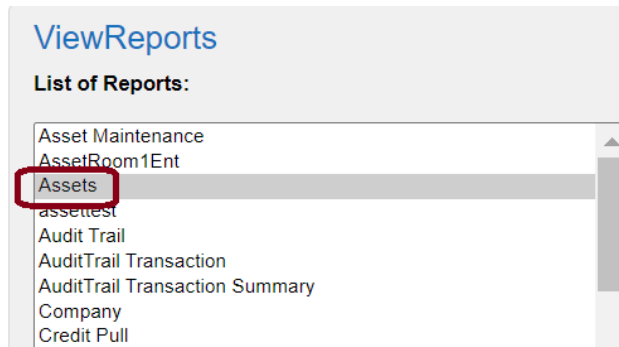 ViewReports
List of Reports:
Asset Maintenance
AssetRoom1Ent
Assets
assettest
Audit Trail
AuditTrail Transaction
AuditTrail Transaction Summary
Company
Credit Pull